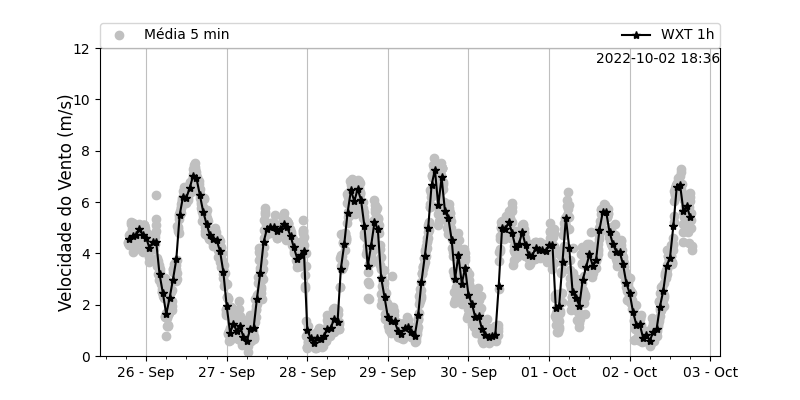 Média 5 min
WXT 1h
2022-10-02 18:36
Velocidade do Vento (m/s)
12
10
8
6
4
2
0
26 - Sep
27 - Sep
28 - Sep
29 - Sep
30 - Sep
01 - Oct
02 - Oct
03 - Oct